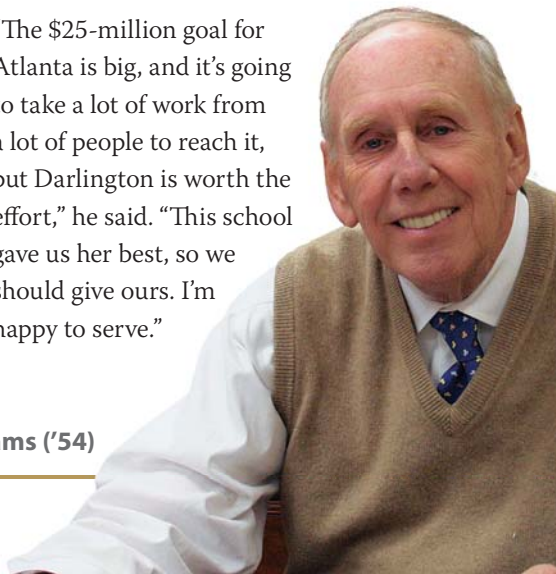 The $25-million goal for
Atlanta is big, and it’s going
to take a lot of work from
a lot of people to reach it,
but Darlington is worth the
effort,” he said. “This school
gave us her best, so we
should give ours. I’m
happy to serve.”
ams (’54)